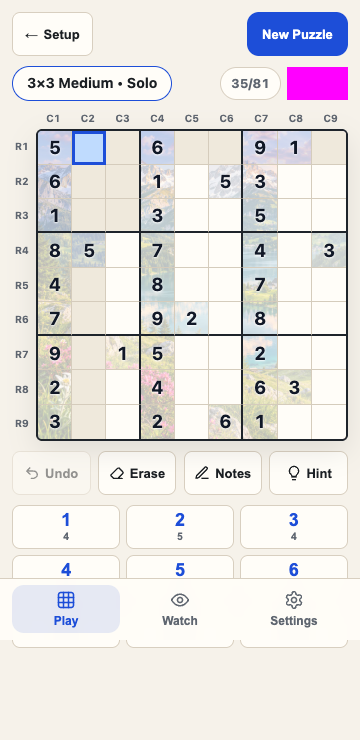 ← Setup
New Puzzle
3×3 Medium • Solo
35/81
C1 C2 C3 C4 C5 C6 C7 C8 C9
R1 5 6 9 1
R2 6 1 5 3
R3 1 3 5
R4 8 5 7 4 3
R5 4 8 7
R6 7 9 2 8
R7 9 1 5 2
R8 2 4 6 3
R9 3 2 6 1
Undo Erase Notes Hint
1 2 3
4 5 4
4 5 6
Play Watch Settings